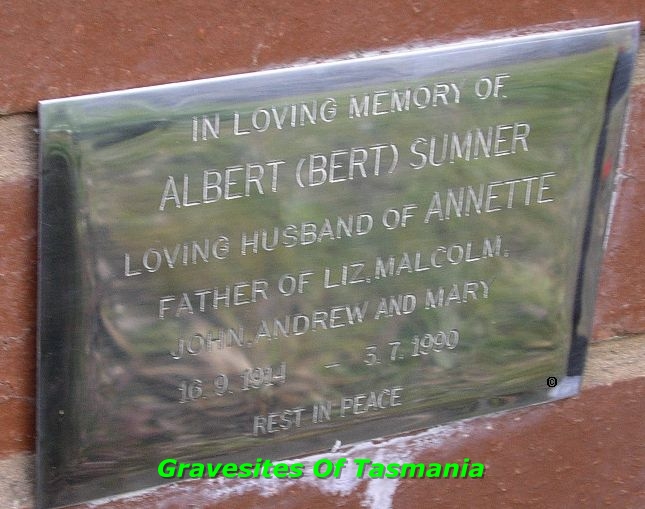 IN LOVING MEMORY OF
ALBERT (BERT) SUMNER
LOVING HUSBAND OF ANNETTE
FATHER OF LIZ, MALCOLM,
JOHN, ANDREW AND MARY
16. 9. 1914 – 3. 7. 1990
REST IN PEACE
Gravesites Of Tasmania